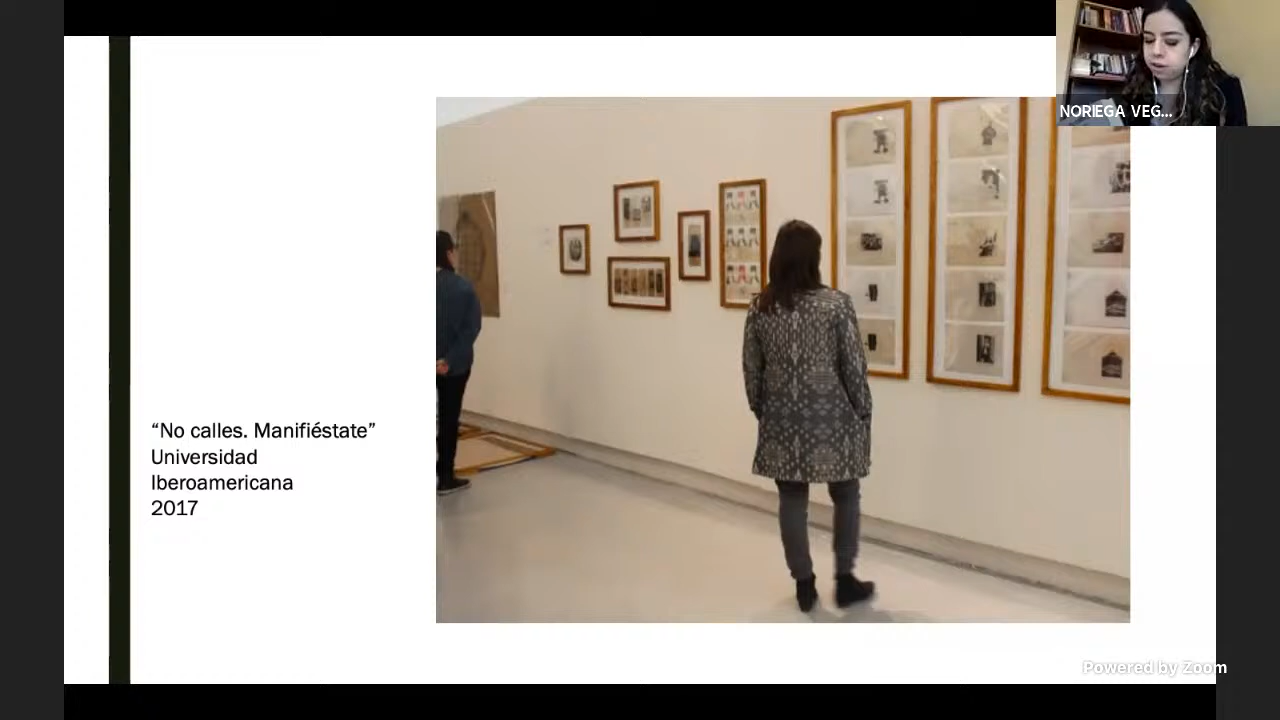 NORIEGA VEG...
“No calles. Manifiéstate”
Universidad
Iberoamericana
2017
Powered by Zoom